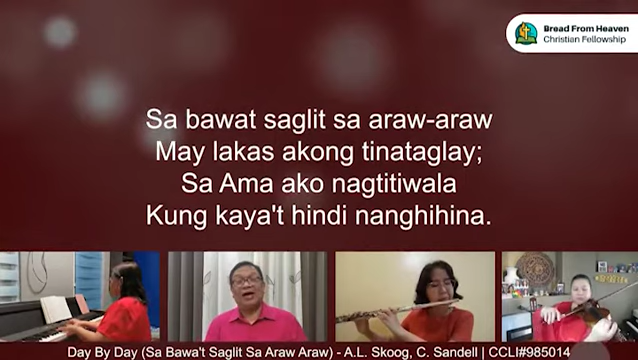 Bread From Heaven
Christian Fellowship
Sa bawat saglit sa araw-araw
May lakas akong tinataglay;
Sa Ama ako nagtitiwala
Kung kaya't hindi nanghihina.
Day By Day (Sa Bawa't Saglit Sa Araw Araw) - A.L. Skoog, C. Sandell | CCLI#985014